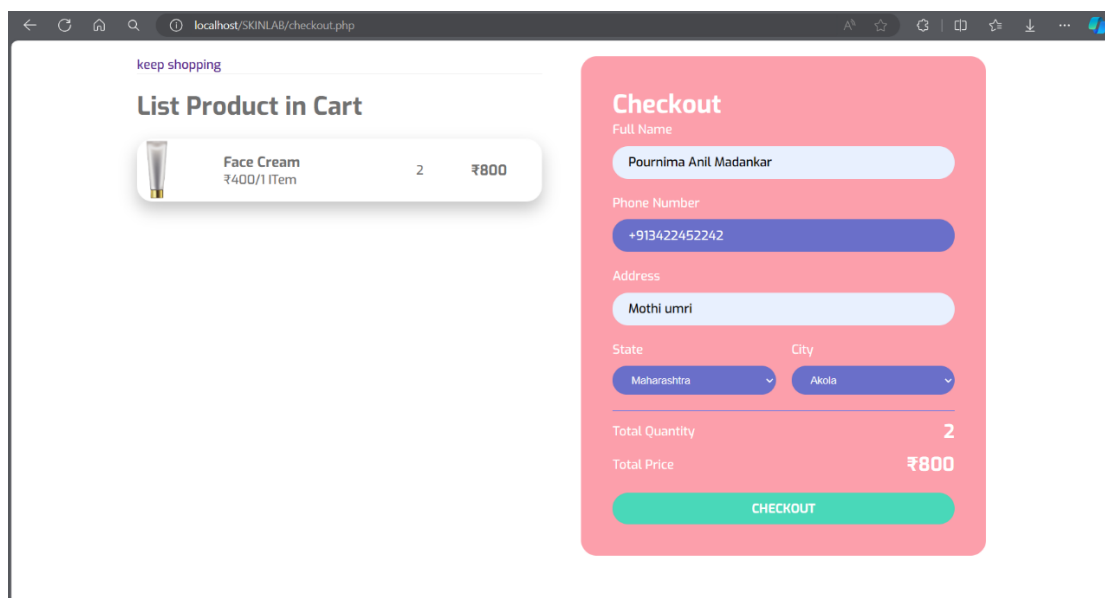 localhost/SKINLAB/checkout.php
keep shopping
List Product in Cart
Face Cream
₹400/1 ITem
2
₹800
Checkout
Full Name
Pournima Anil Madankar
Phone Number
+913422452242
Address
Mothi umri
State
City
Maharashtra
Akola
Total Quantity
2
Total Price
₹800
CHECKOUT